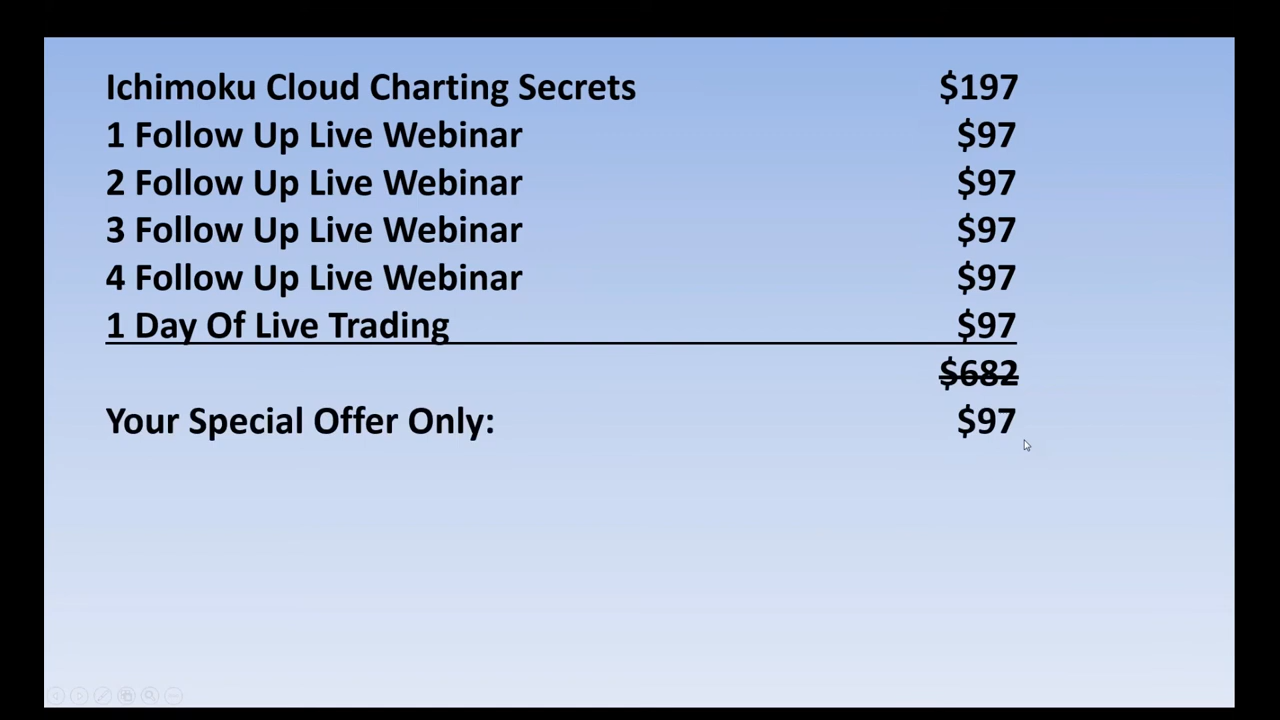 Ichimoku Cloud Charting Secrets $197
1 Follow Up Live Webinar $97
2 Follow Up Live Webinar $97
3 Follow Up Live Webinar $97
4 Follow Up Live Webinar $97
1 Day Of Live Trading $97
$682
Your Special Offer Only: $97